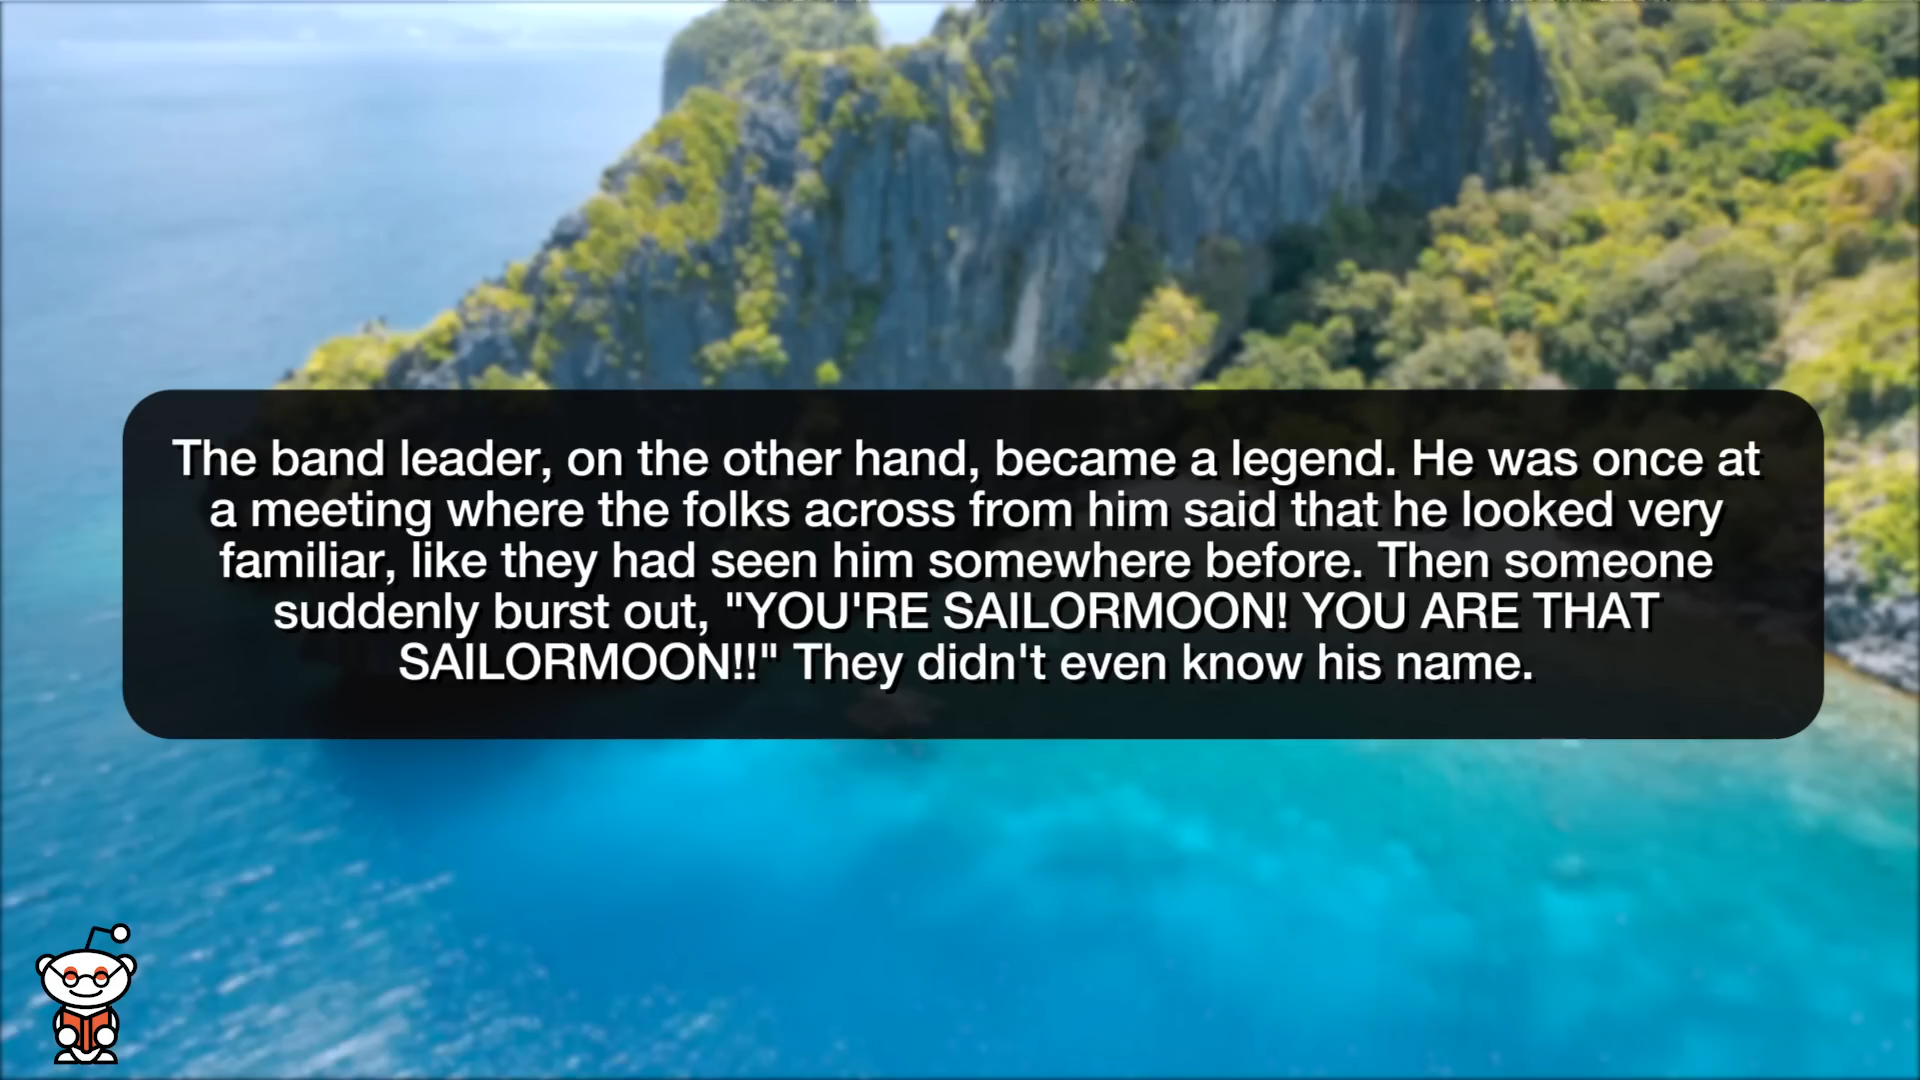 The band leader, on the other hand, became a legend. He was once at
a meeting where the folks across from him said that he looked very
familiar, like they had seen him somewhere before. Then someone
suddenly burst out, "YOU'RE SAILORMOON! YOU ARE THAT
SAILORMOON!!" They didn't even know his name.